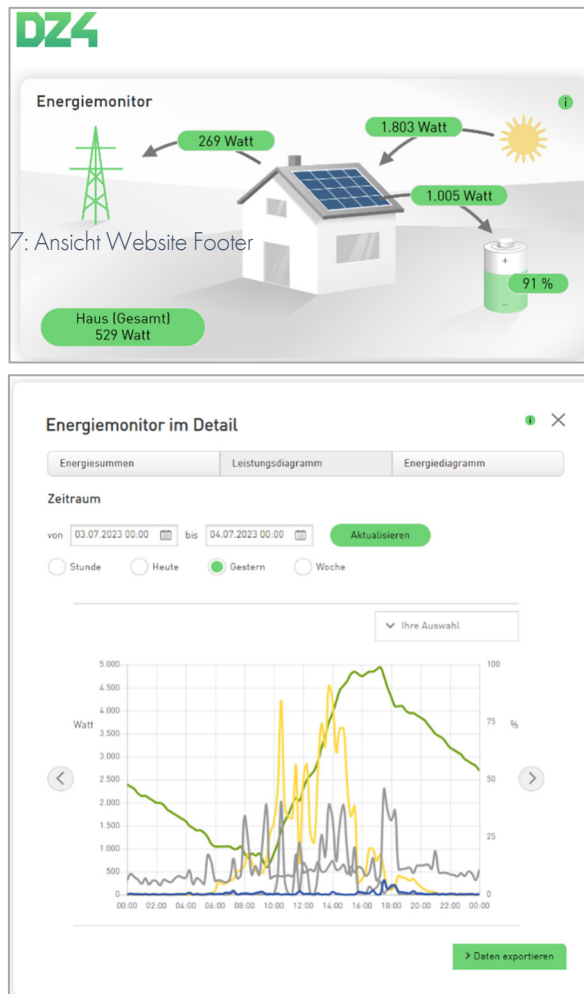 DZ4
Energiemonitor
i
269 Watt
1.803 Watt
1.005 Watt
7: Ansicht Website Footer
+
91 %
-
Haus (Gesamt)
529 Watt
Energiemonitor im Detail
i
Energiesummen Leistungsdiagramm Energiediagramm
Zeitraum
von 03.07.2023 00:00 bis 04.07.2023 00:00 Aktualisieren
Stunde Heute Gestern Woche
Ihre Auswahl
5.000 100
4.500
4.000
Watt 75 %
3.500
3.000
2.500 50
2.000
1.500
25
1.000
500
0 0
00:00 02:00 04:00 06:00 08:00 10:00 12:00 14:00 16:00 18:00 20:00 22:00 00:00
> Daten exportieren